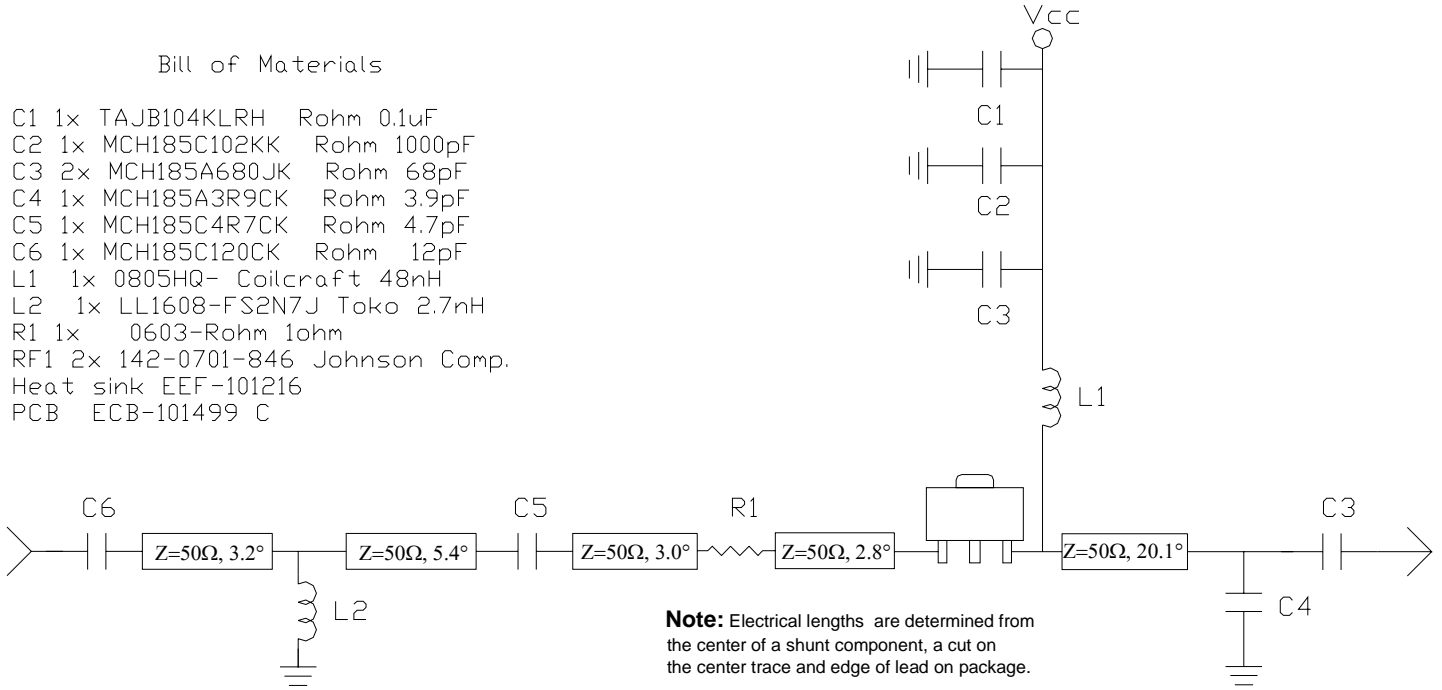 Bill of Materials
C1 1x TAJB104KLRH Rohm 0.1uF
C2 1x MCH185C102KK Rohm 1000pF
C3 2x MCH185A680JK Rohm 68pF
C4 1x MCH185A3R9CK Rohm 3.9pF
C5 1x MCH185C4R7CK Rohm 4.7pF
C6 1x MCH185C120CK Rohm 12pF
L1 1x 0805HQ- Coilcraft 48nH
L2 1x LL1608-FS2N7J Toko 2.7nH
R1 1x 0603-Rohm 1ohm
RF1 2x 142-0701-846 Johnson Comp.
Heat sink EEF-101216
PCB ECB-101499 C
Vcc
C1
C2
C3
L1
C6
C5
R1
C3
Z=50Ω, 3.2°
Z=50Ω, 5.4°
Z=50Ω, 3.0°
Z=50Ω, 2.8°
Z=50Ω, 20.1°
L2
C4
Note: Electrical lengths are determined from
the center of a shunt component, a cut on
the center trace and edge of lead on package.